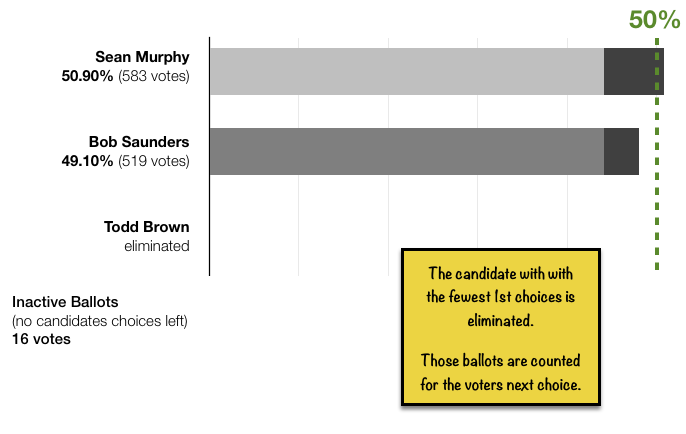 50%
Sean Murphy
50.90% (583 votes)
Bob Saunders
49.10% (519 votes)
Todd Brown
eliminated
Inactive Ballots
(no candidates choices left)
16 votes
The candidate with with
the fewest 1st choices is
eliminated.
Those ballots are counted
for the voters next choice.